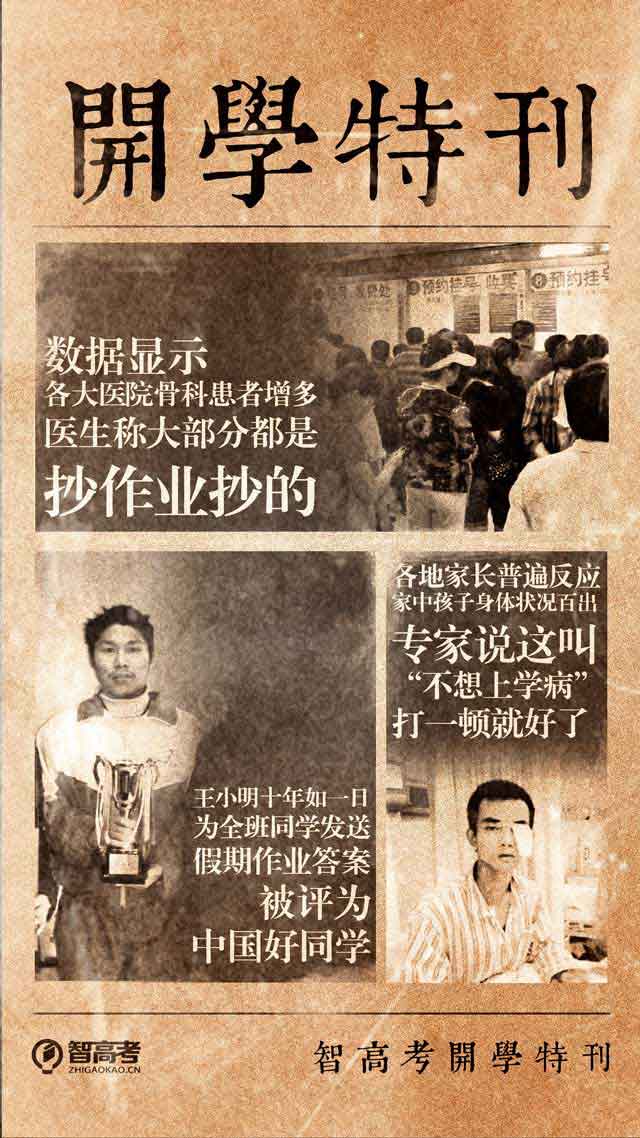 開學特刊
预约挂号
8预约挂号
数据显示
各大医院骨科患者增多
医生称大部分都是
抄作业抄的
各地家长普遍反应
家中孩子身体状况百出
专家说这叫
“不想上学病”
打一顿就好了
王小明十年如一日
为全班同学发送
假期作业答案
被评为
中国好同学
智高考
ZHIGAOKAO.CN
智高考開學特刊